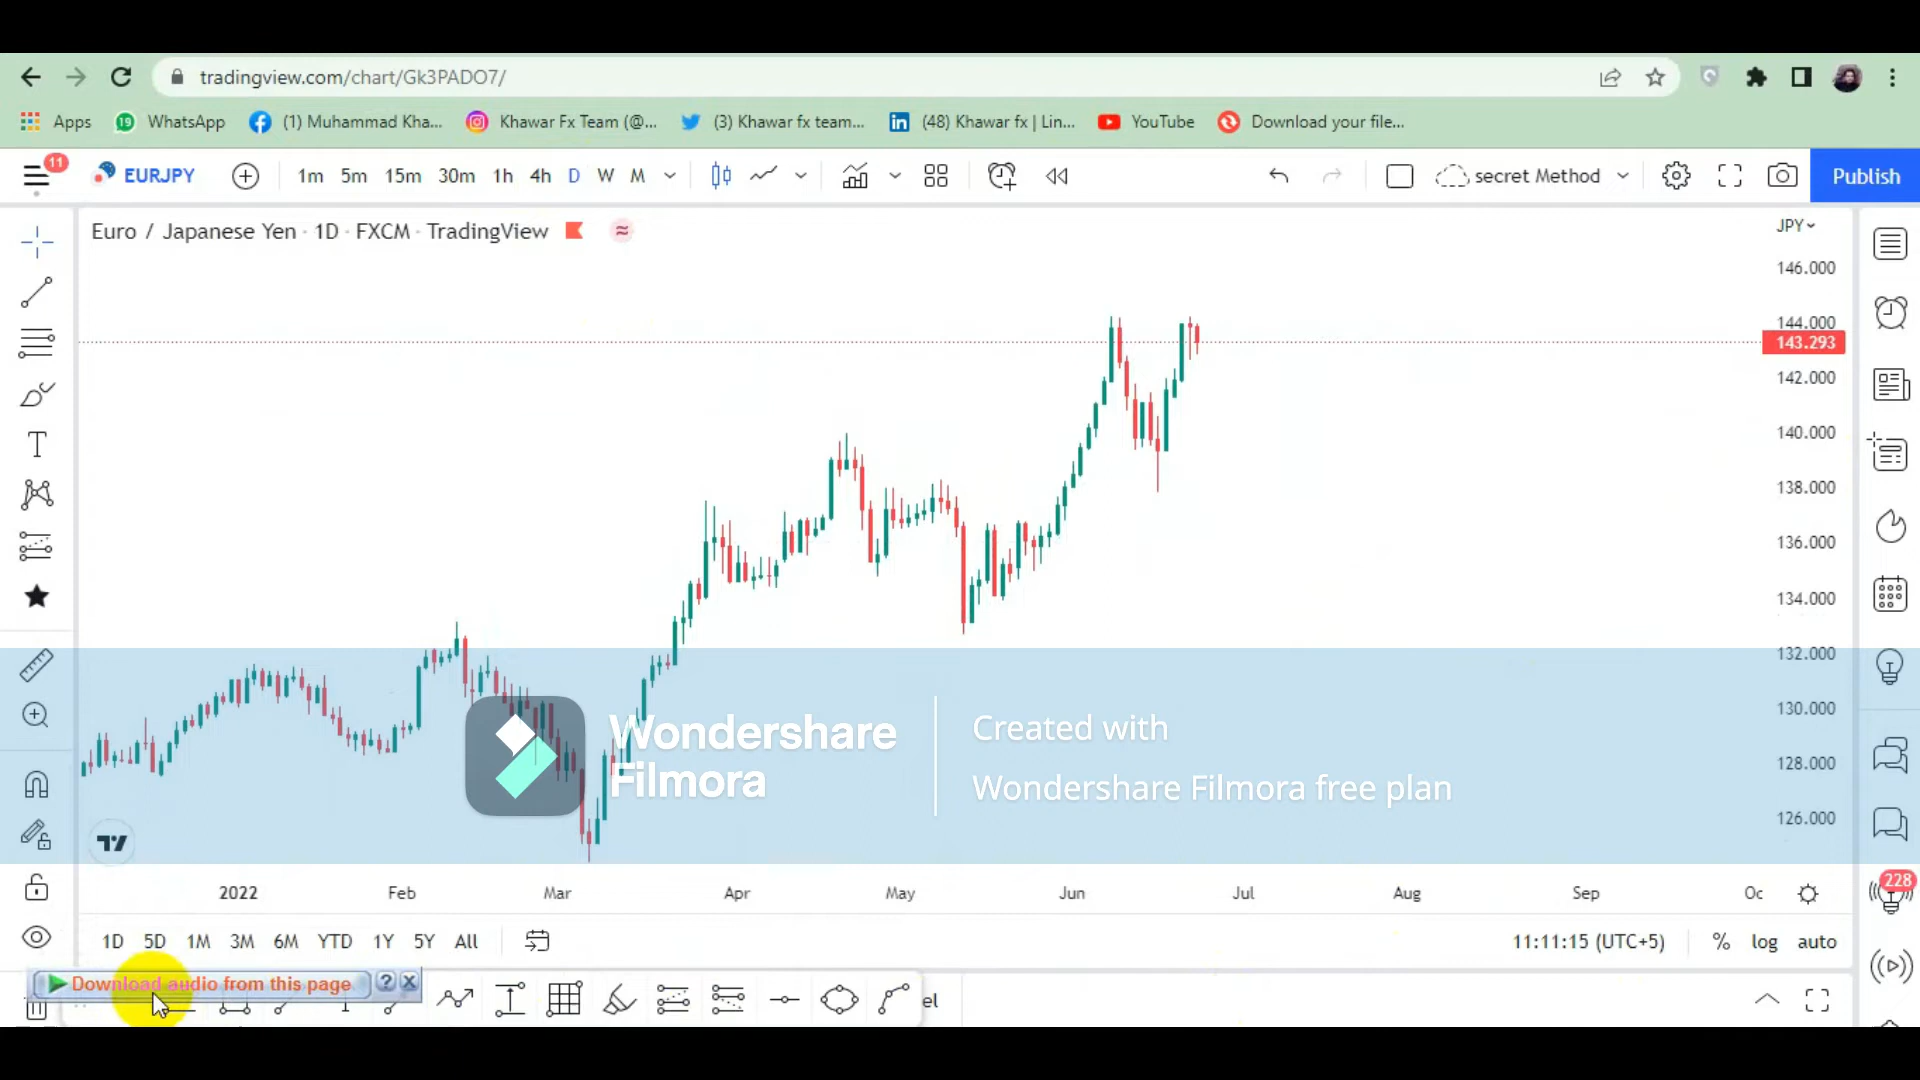 tradingview.com/chart/Gk3PADO7/
Apps
19 WhatsApp
(1) Muhammad Kha...
Khawar Fx Team (@...
(3) Khawar fx team...
in (48) Khawar fx | Lin...
YouTube
Download your file...
11
EURJPY
1m 5m 15m 30m 1h 4h D W M
secret Method
Publish
Euro / Japanese Yen · 1D · FXCM · TradingView
JPY
146.000
144.000
143.293
142.000
140.000
138.000
136.000
134.000
132.000
130.000
128.000
126.000
Wondershare
Filmora
Created with
Wondershare Filmora free plan
2022 Feb Mar Apr May Jun Jul Aug Sep Oc
228
1D 5D 1M 3M 6M YTD 1Y 5Y All
11:11:15 (UTC+5) % log auto
Download audio from this page ? X
el